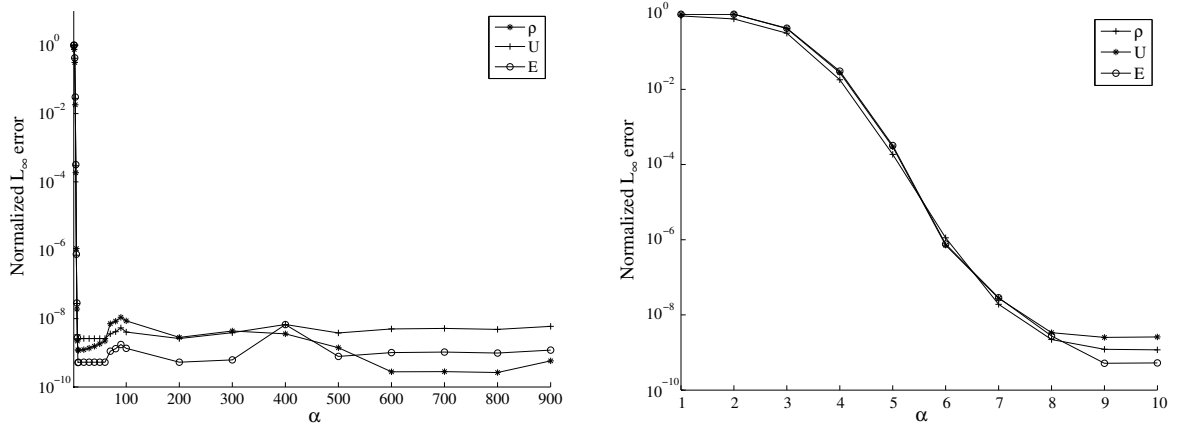 10^0
10^-2
10^-4
10^-6
10^-8
10^-10
Normalized L∞ error
100 200 300 400 500 600 700 800 900
α
ρ
U
E
10^0
10^-2
10^-4
10^-6
10^-8
10^-10
Normalized L∞ error
1 2 3 4 5 6 7 8 9 10
α
ρ
U
E